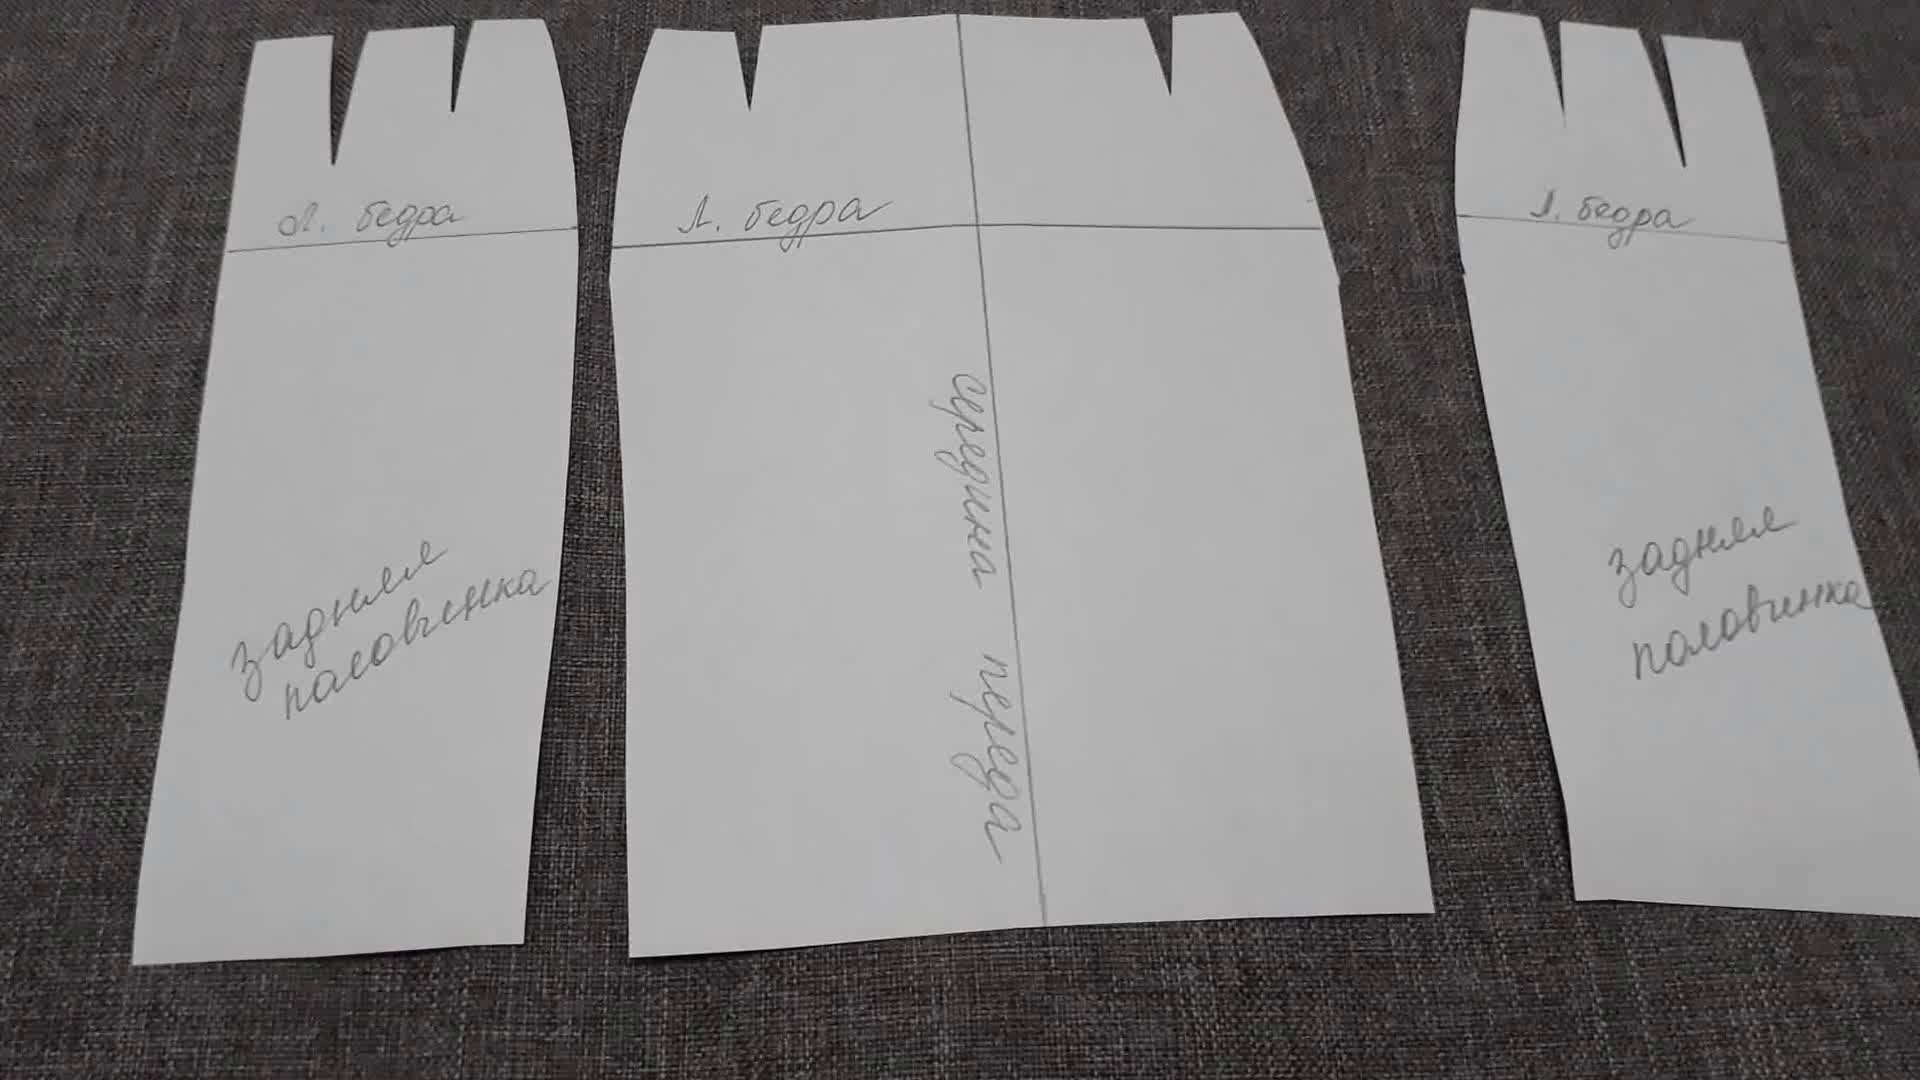 Л. бедра
задняя
половинка
Л. бедра
середина переда
Л. бедра
задняя
половинка